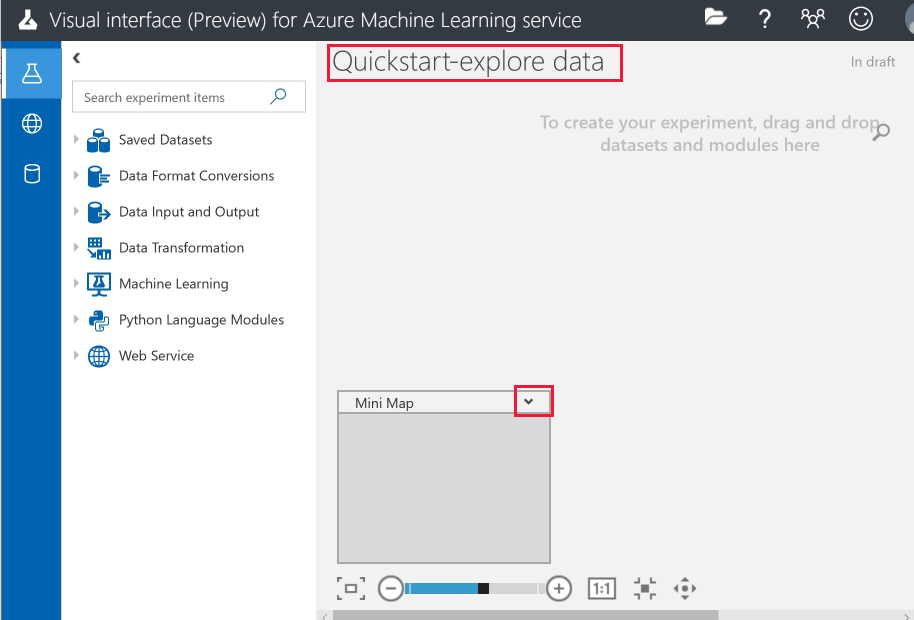 Visual interface (Preview) for Azure Machine Learning service
?
Quickstart-explore data
In draft
Search experiment items
To create your experiment, drag and drop
datasets and modules here
Saved Datasets
Data Format Conversions
Data Input and Output
Data Transformation
Machine Learning
Python Language Modules
Web Service
Mini Map
1:1